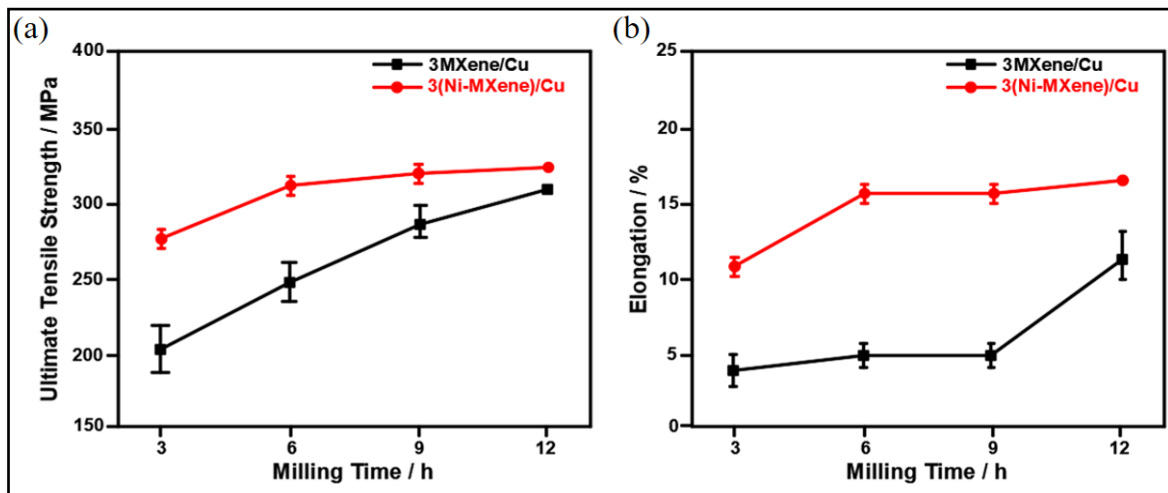 (a)
400
350
300
250
200
150
3MXene/Cu
3(Ni-MXene)/Cu
Ultimate Tensile Strength / MPa
3 6 9 12
Milling Time / h
(b)
25
20
15
10
5
0
3MXene/Cu
3(Ni-MXene)/Cu
Elongation / %
3 6 9 12
Milling Time / h